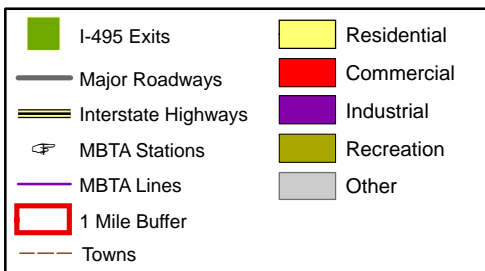 I-495 Exits
Major Roadways
Interstate Highways
MBTA Stations
MBTA Lines
1 Mile Buffer
Towns
Residential
Commercial
Industrial
Recreation
Other